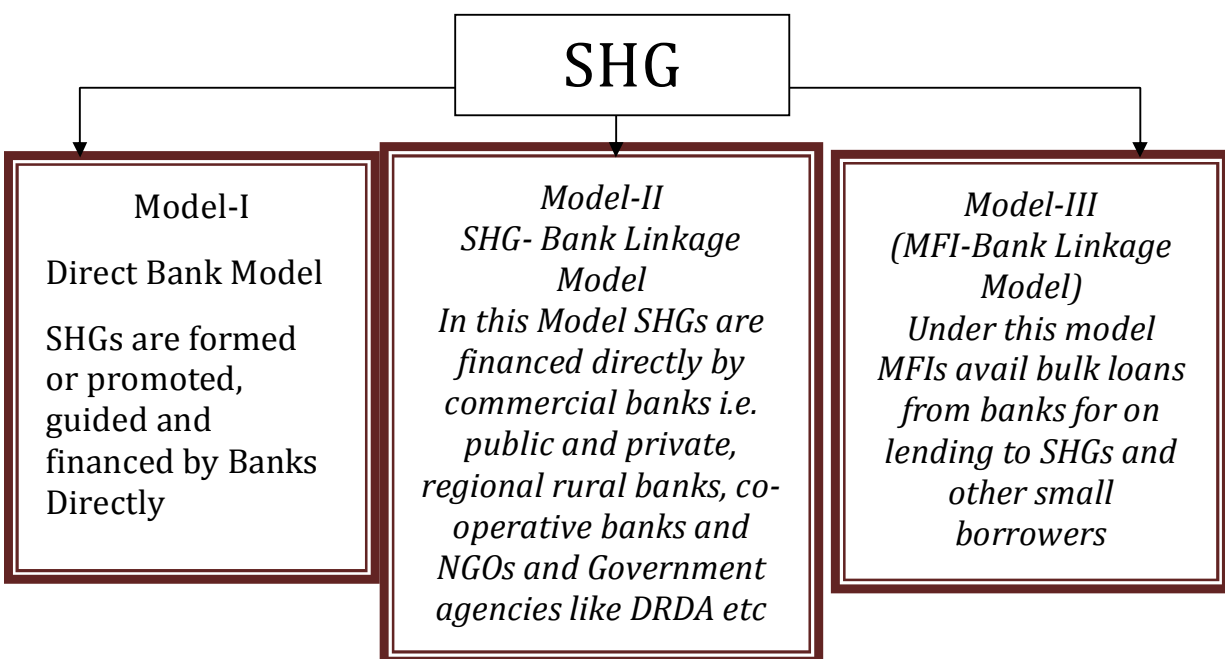 SHG
Model-I
Direct Bank Model
SHGs are formed
or promoted,
guided and
financed by Banks
Directly
Model-II
SHG- Bank Linkage
Model
In this Model SHGs are
financed directly by
commercial banks i.e.
public and private,
regional rural banks, co-
operative banks and
NGOs and Government
agencies like DRDA etc
Model-III
(MFI-Bank Linkage
Model)
Under this model
MFIs avail bulk loans
from banks for on
lending to SHGs and
other small
borrowers